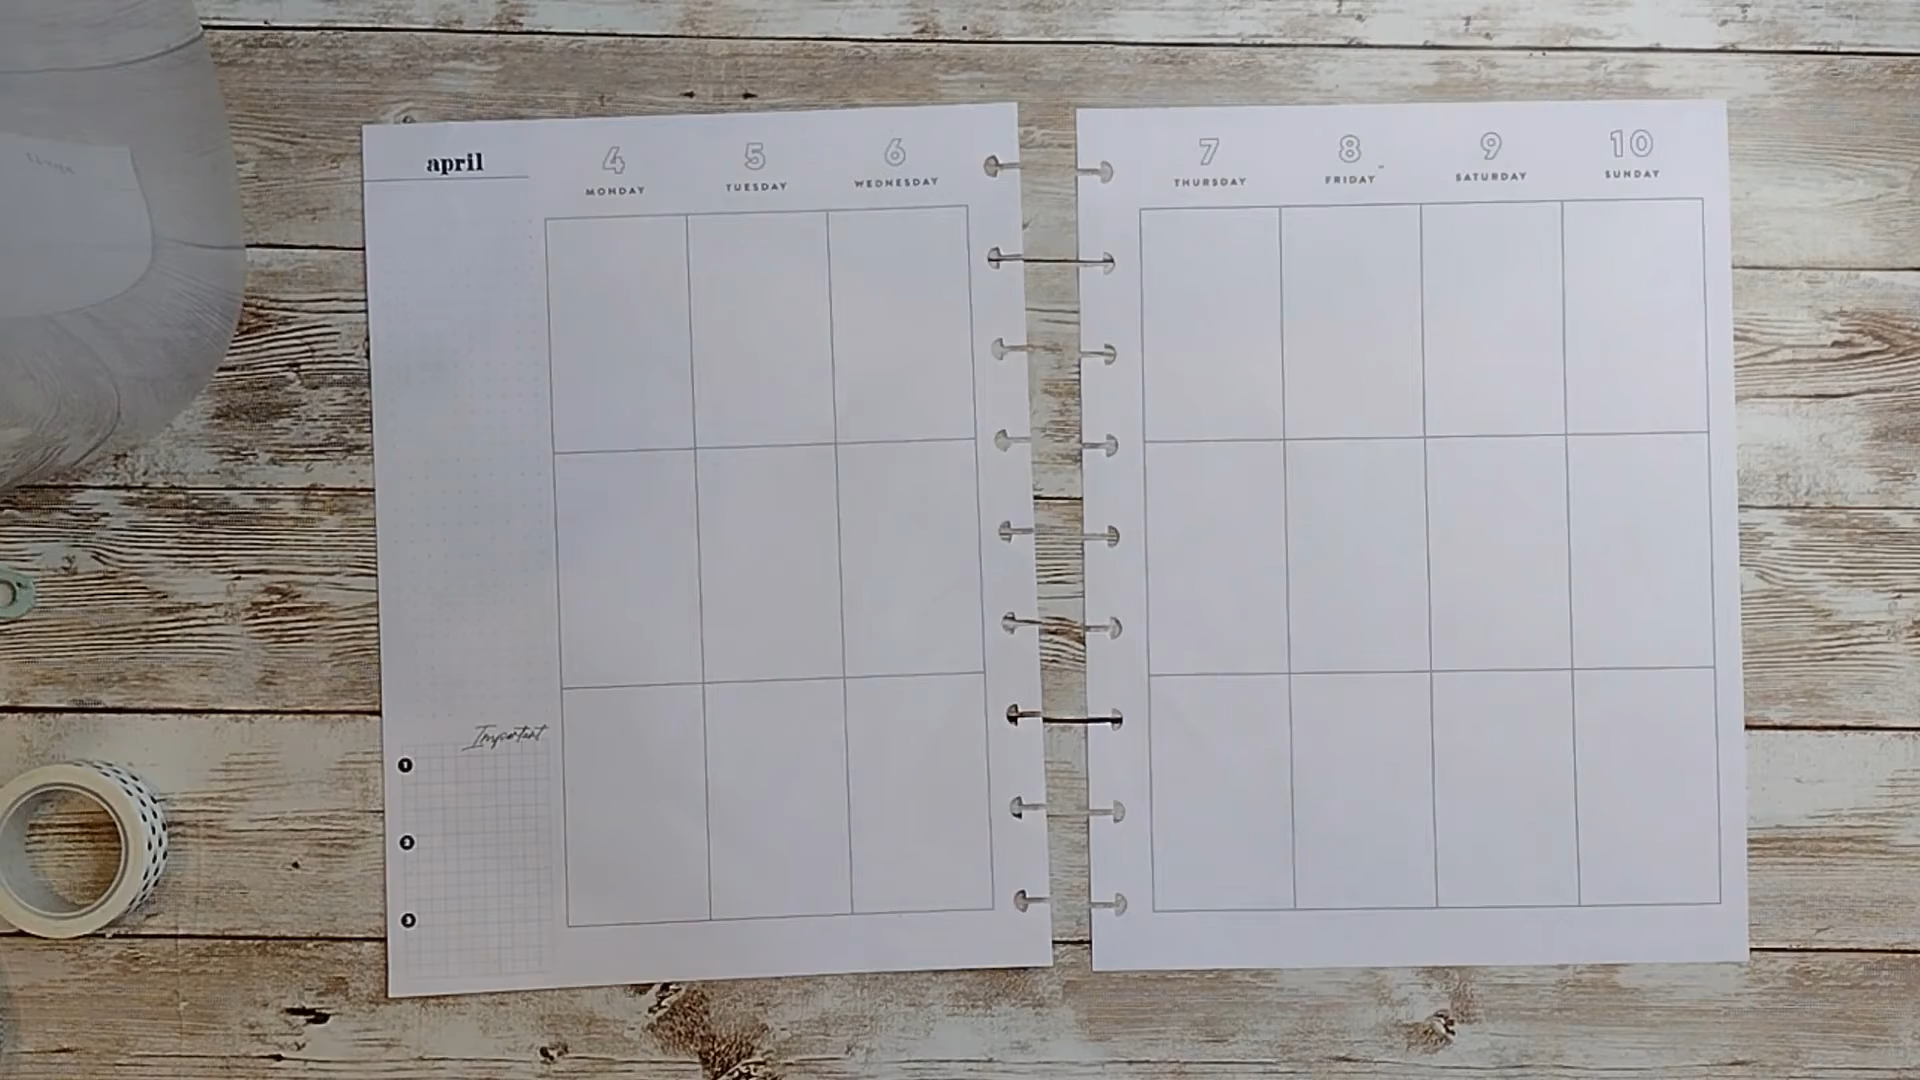 april
4 5 6
MONDAY TUESDAY WEDNESDAY
7 8 9 10
THURSDAY FRIDAY SATURDAY SUNDAY
Important
1
2
3